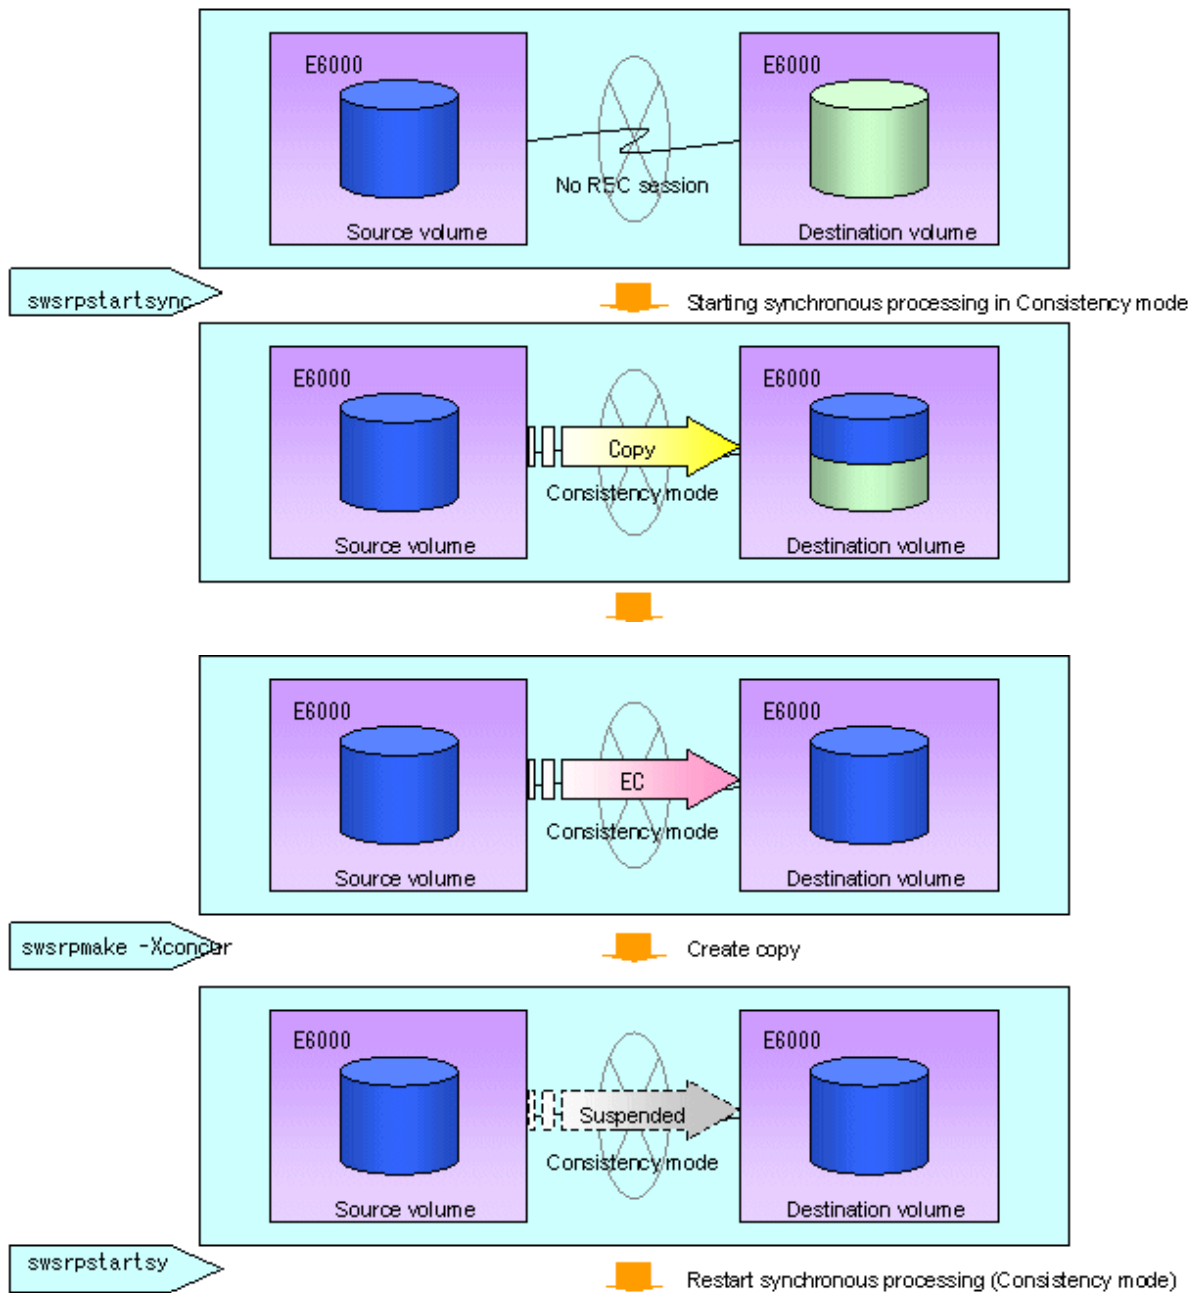 E6000
E6000
No REC session
Source volume
Destination volume
swsrpstartsync
Starting synchronous processing in Consistency mode
E6000
E6000
Copy
Consistency mode
Source volume
Destination volume
E6000
E6000
EC
Consistency mode
Source volume
Destination volume
swsrpmake -Xconcur
Create copy
E6000
E6000
Suspended
Consistency mode
Source volume
Destination volume
swsrpstartsy
Restart synchronous processing (Consistency mode)